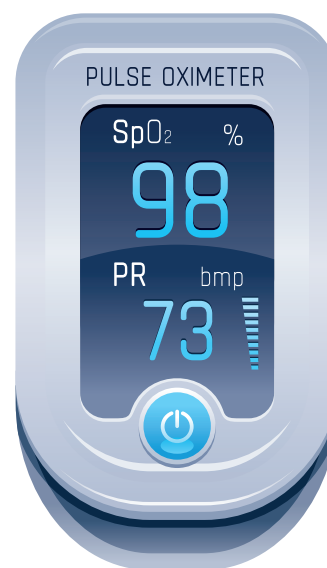 PULSE OXIMETER
SpO₂ %
98
PR bmp
73